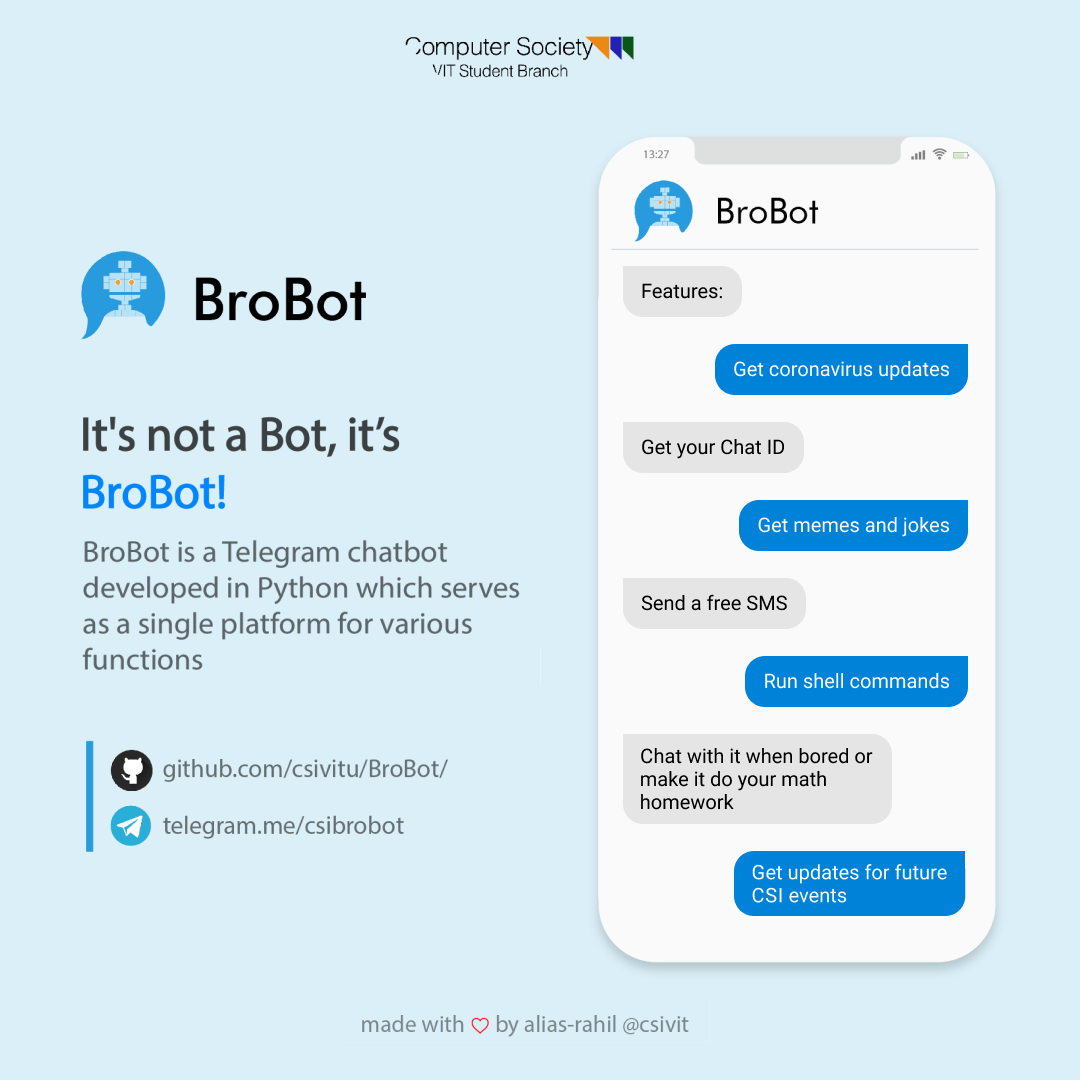 Computer Society
VIT Student Branch
BroBot
It's not a Bot, it’s
BroBot!
BroBot is a Telegram chatbot
developed in Python which serves
as a single platform for various
functions
github.com/csivitu/BroBot/
telegram.me/csibrobot
13:27
BroBot
Features:
Get coronavirus updates
Get your Chat ID
Get memes and jokes
Send a free SMS
Run shell commands
Chat with it when bored or
make it do your math
homework
Get updates for future
CSI events
made with by alias-rahil @csivit